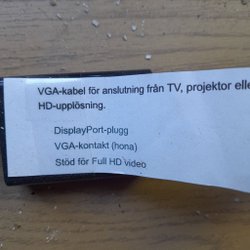 VGA-kabel för anslutning från TV, projektor elle
HD-upplösning.
DisplayPort-plugg
VGA-kontakt (hona)
Stöd för Full HD video